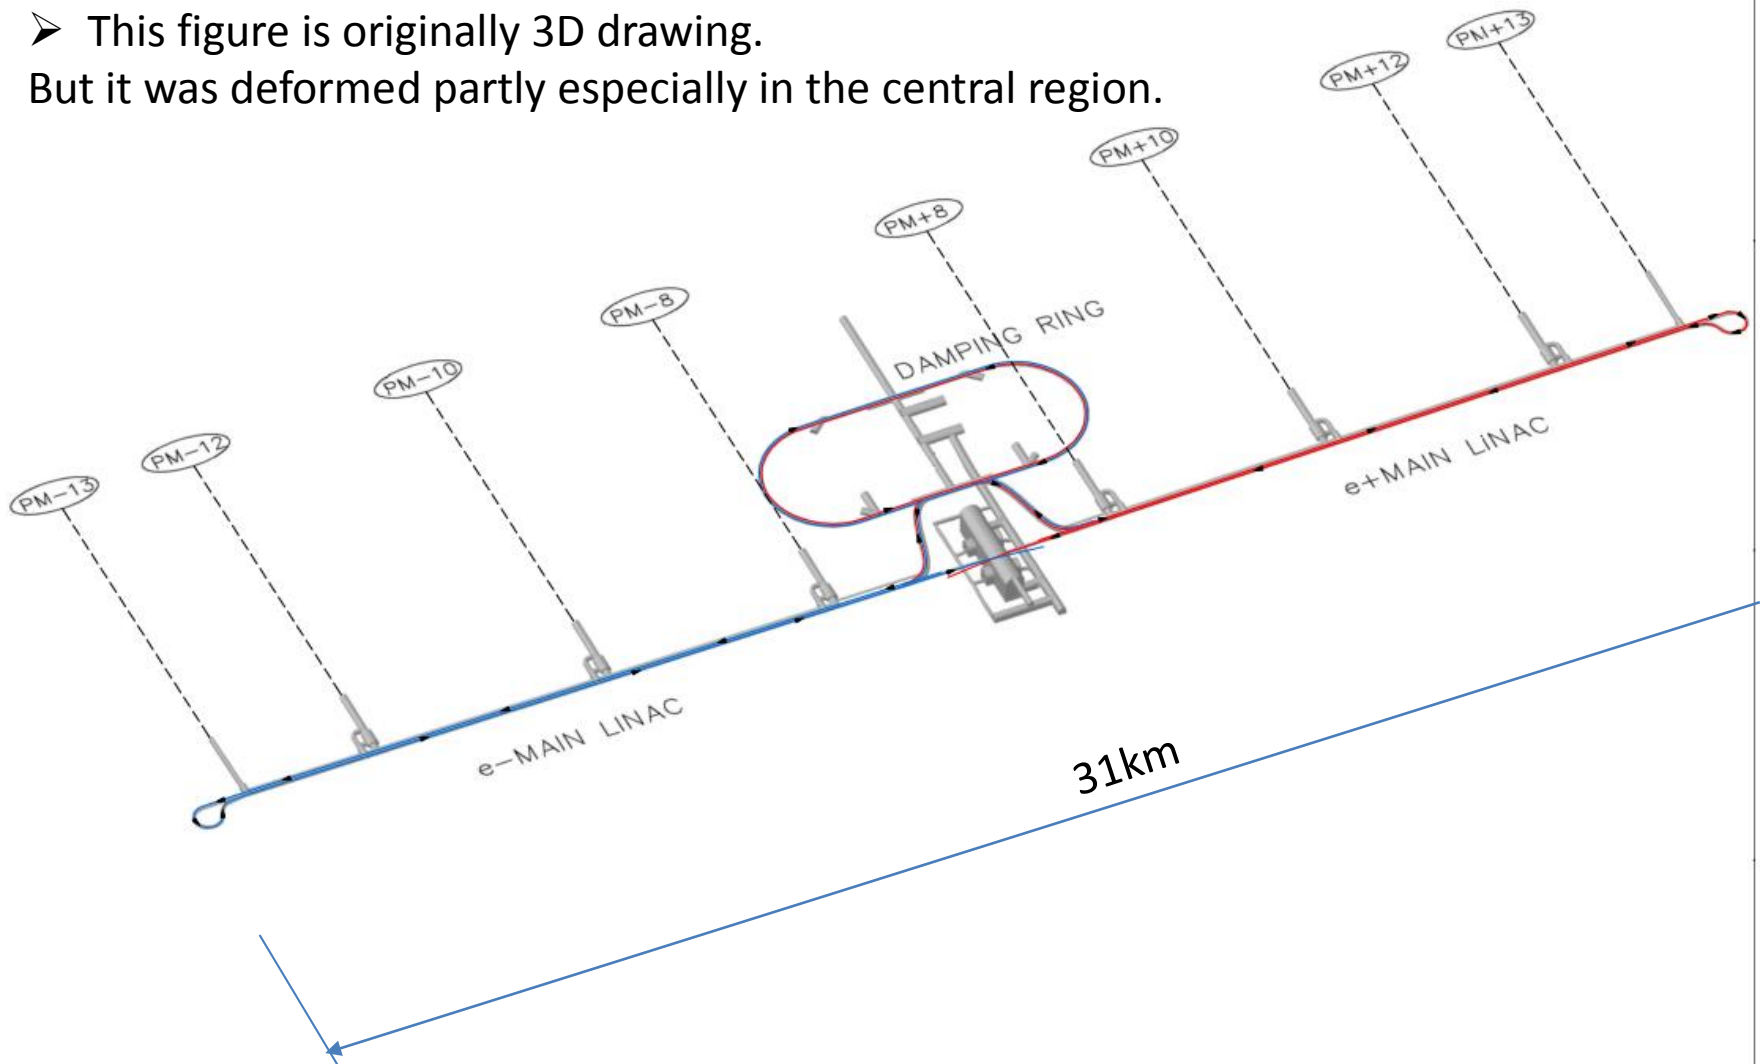 ➢ This figure is originally 3D drawing.
But it was deformed partly especially in the central region.
PM+13
PM+12
PM+10
PM+8
PM−8
DAMPING RING
PM−10
PM−12
PM−13
e+MAIN LiNAC
e−MAIN LINAC
31km